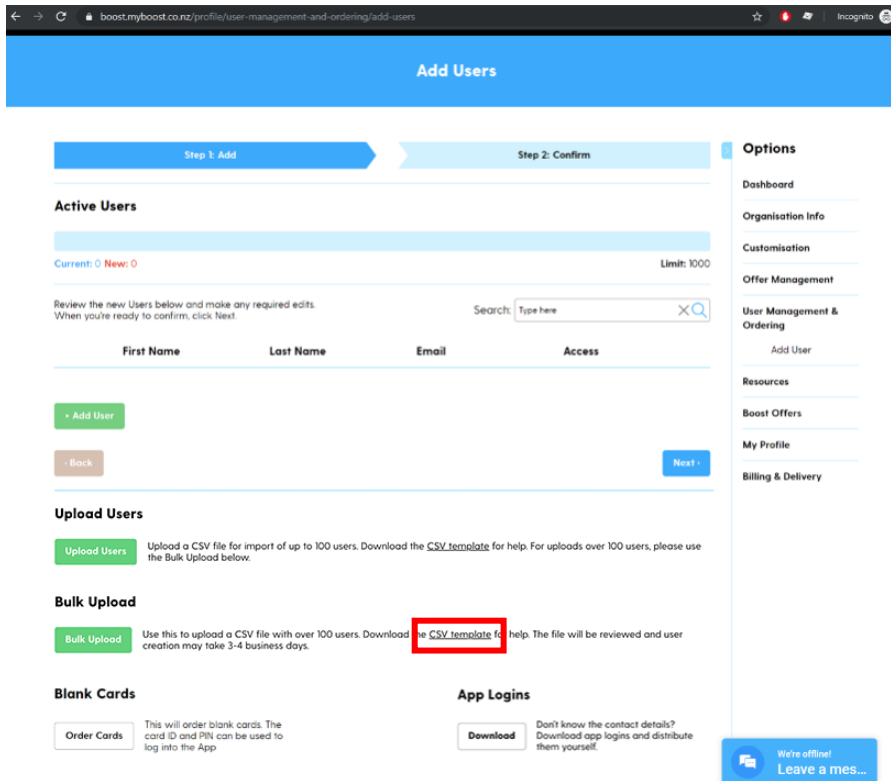 boost.myboost.co.nz/profile/user-management-and-ordering/add-users
Incognito
Add Users
Step 1: Add
Step 2: Confirm
Active Users
Current: 0 New: 0
Limit: 1000
Review the new Users below and make any required edits.
When you're ready to confirm, click Next.
Search:
Type here
First Name
Last Name
Email
Access
+ Add User
‹ Back
Next ›
Upload Users
Upload Users
Upload a CSV file for import of up to 100 users. Download the CSV template for help. For uploads over 100 users, please use
the Bulk Upload below.
Bulk Upload
Bulk Upload
Use this to upload a CSV file with over 100 users. Download the CSV template for help. The file will be reviewed and user
creation may take 3-4 business days.
Blank Cards
Order Cards
This will order blank cards. The
card ID and PIN can be used to
log into the App
App Logins
Download
Don't know the contact details?
Download app logins and distribute
them yourself.
Options
Dashboard
Organisation Info
Customisation
Offer Management
User Management &
Ordering
Add User
Resources
Boost Offers
My Profile
Billing & Delivery
We're offline!
Leave a mes...